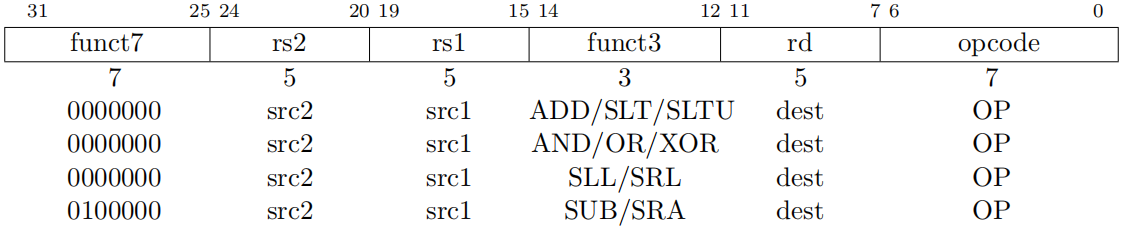 31 25 24 20 19 15 14 12 11 7 6 0
funct7 rs2 rs1 funct3 rd opcode
7 5 5 3 5 7
0000000 src2 src1 ADD/SLT/SLTU dest OP
0000000 src2 src1 AND/OR/XOR dest OP
0000000 src2 src1 SLL/SRL dest OP
0100000 src2 src1 SUB/SRA dest OP